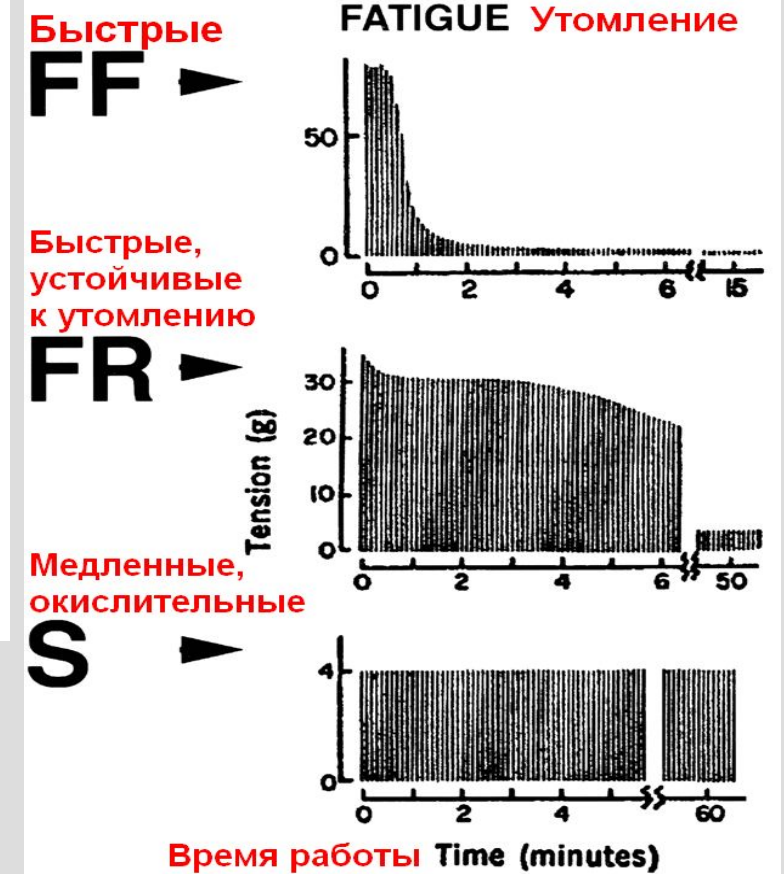 FATIGUE Утомление
Быстрые
FF
50
0
0 2 4 6 15
Быстрые,
устойчивые
к утомлению
FR
Tension (g)
30
20
10
0
0 2 4 6 50
Медленные,
окислительные
S
4
0
0 2 4 60
Время работы Time (minutes)